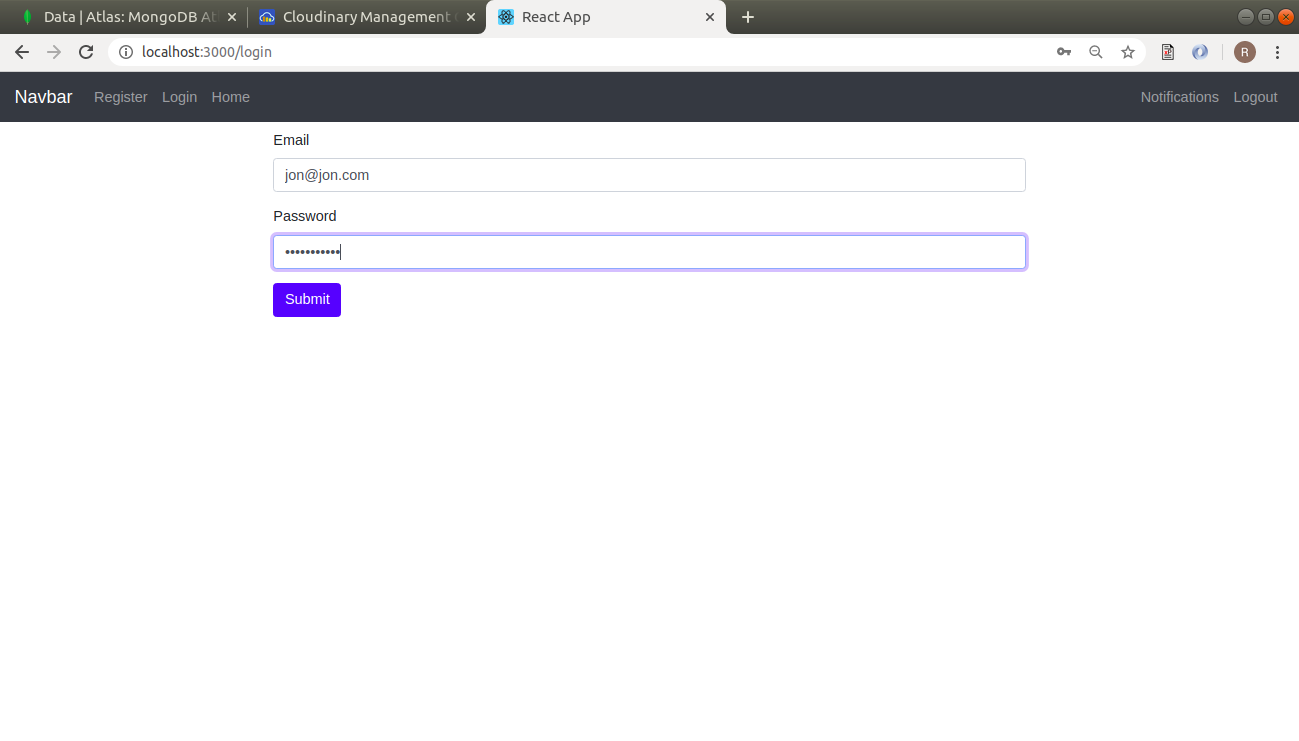 Data | Atlas: MongoDB At
Cloudinary Management
React App
localhost:3000/login
R
Navbar Register Login Home Notifications Logout
Email
jon@jon.com
Password
•••••••••••
Submit